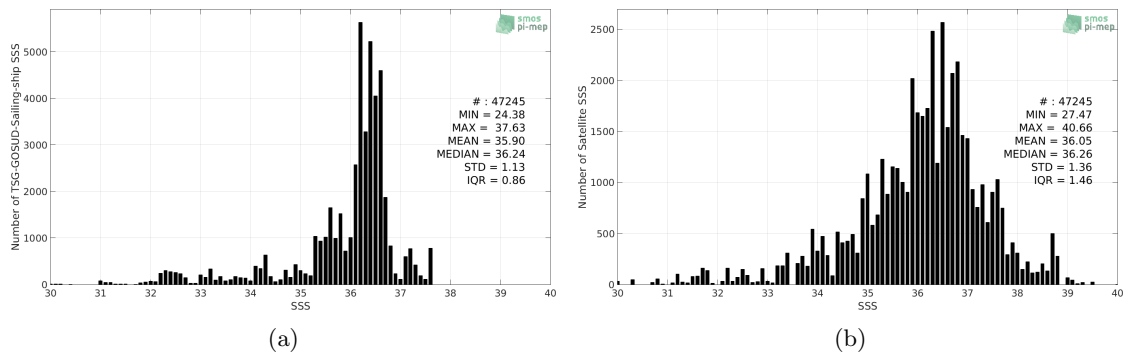 smos
pi-mep
Number of TSG-GOSUD-Sailing-ship SSS
5000
4000
3000
2000
1000
0
# : 47245
MIN = 24.38
MAX = 37.63
MEAN = 35.90
MEDIAN = 36.24
STD = 1.13
IQR = 0.86
30 31 32 33 34 35 36 37 38 39 40
SSS
(a)
smos
pi-mep
Number of Satellite SSS
2500
2000
1500
1000
500
0
# : 47245
MIN = 27.47
MAX = 40.66
MEAN = 36.05
MEDIAN = 36.26
STD = 1.36
IQR = 1.46
30 31 32 33 34 35 36 37 38 39 40
SSS
(b)